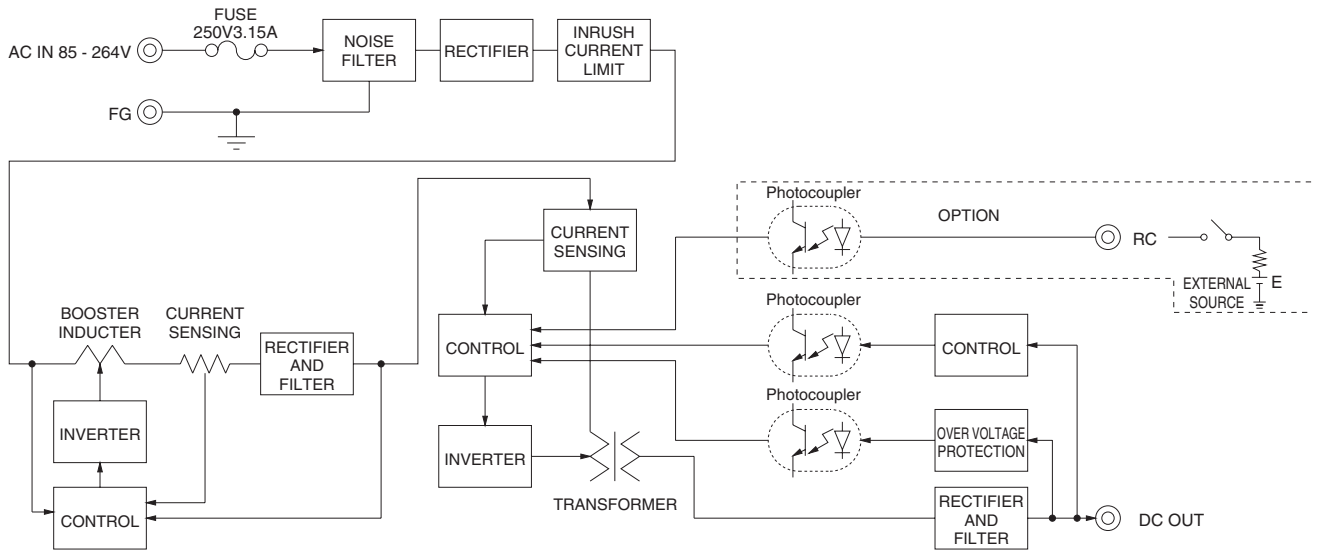 FUSE
250V3.15A
AC IN 85 - 264V
NOISE
FILTER
RECTIFIER
INRUSH
CURRENT
LIMIT
FG
Photocoupler
OPTION
RC
EXTERNAL
SOURCE
E
CURRENT
SENSING
BOOSTER
INDUCTER
CURRENT
SENSING
RECTIFIER
AND
FILTER
CONTROL
Photocoupler
CONTROL
Photocoupler
INVERTER
INVERTER
OVER VOLTAGE
PROTECTION
TRANSFORMER
CONTROL
RECTIFIER
AND
FILTER
DC OUT